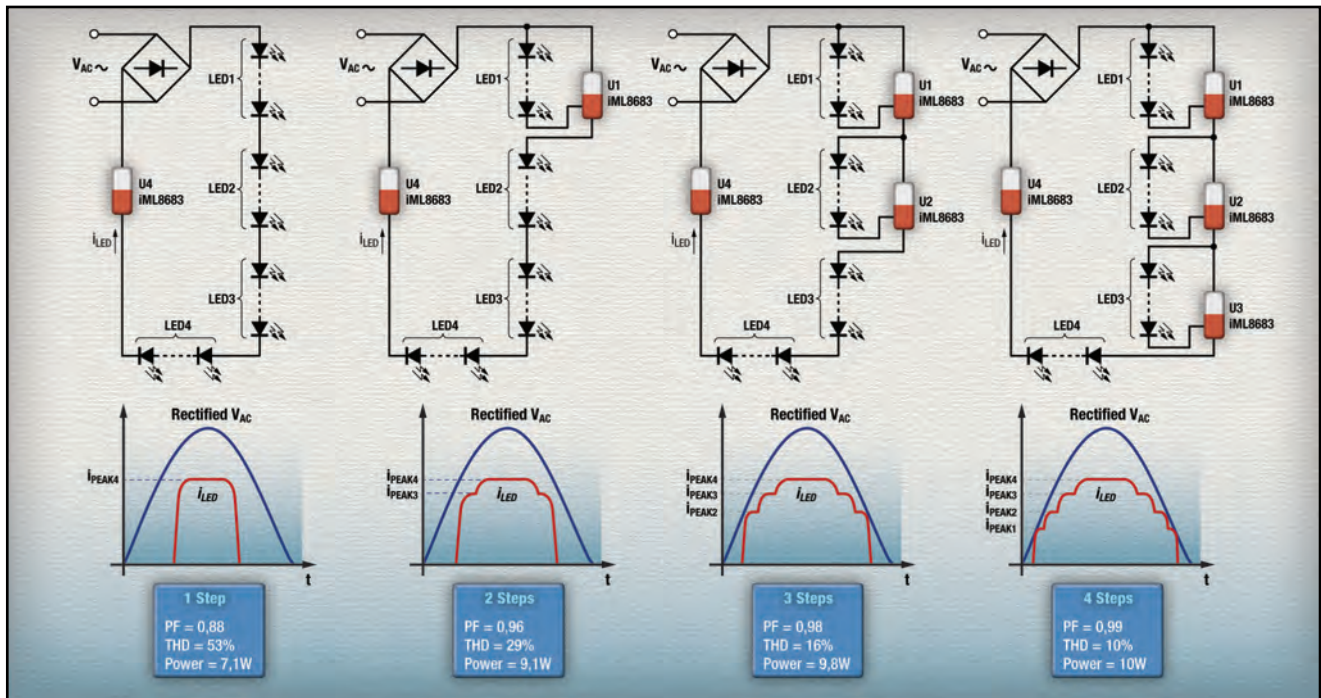 VAC ~
LED1
LED2
U4
iML8683
iLED
LED3
LED4
Rectified VAC
iPEAK4
iLED
t
1 Step
PF = 0,88
THD = 53%
Power = 7,1W
VAC ~
LED1
U1
iML8683
LED2
U4
iML8683
iLED
LED3
LED4
Rectified VAC
iPEAK4
iPEAK3
iLED
t
2 Steps
PF = 0,96
THD = 29%
Power = 9,1W
VAC ~
LED1
U1
iML8683
LED2
U4
iML8683
U2
iML8683
iLED
LED3
LED4
Rectified VAC
iPEAK4
iPEAK3
iPEAK2
iLED
t
3 Steps
PF = 0,98
THD = 16%
Power = 9,8W
VAC ~
LED1
U1
iML8683
LED2
U4
iML8683
U2
iML8683
iLED
LED3
U3
iML8683
LED4
Rectified VAC
iPEAK4
iPEAK3
iPEAK2
iPEAK1
iLED
t
4 Steps
PF = 0,99
THD = 10%
Power = 10W